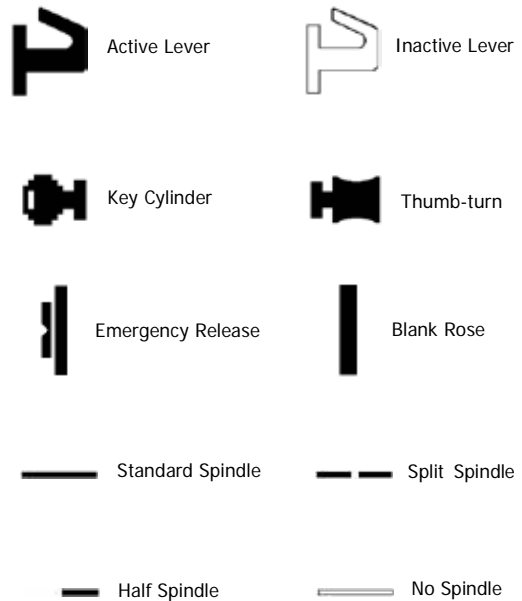 Active Lever
Inactive Lever
Key Cylinder
Thumb-turn
Emergency Release
Blank Rose
Standard Spindle
Split Spindle
Half Spindle
No Spindle